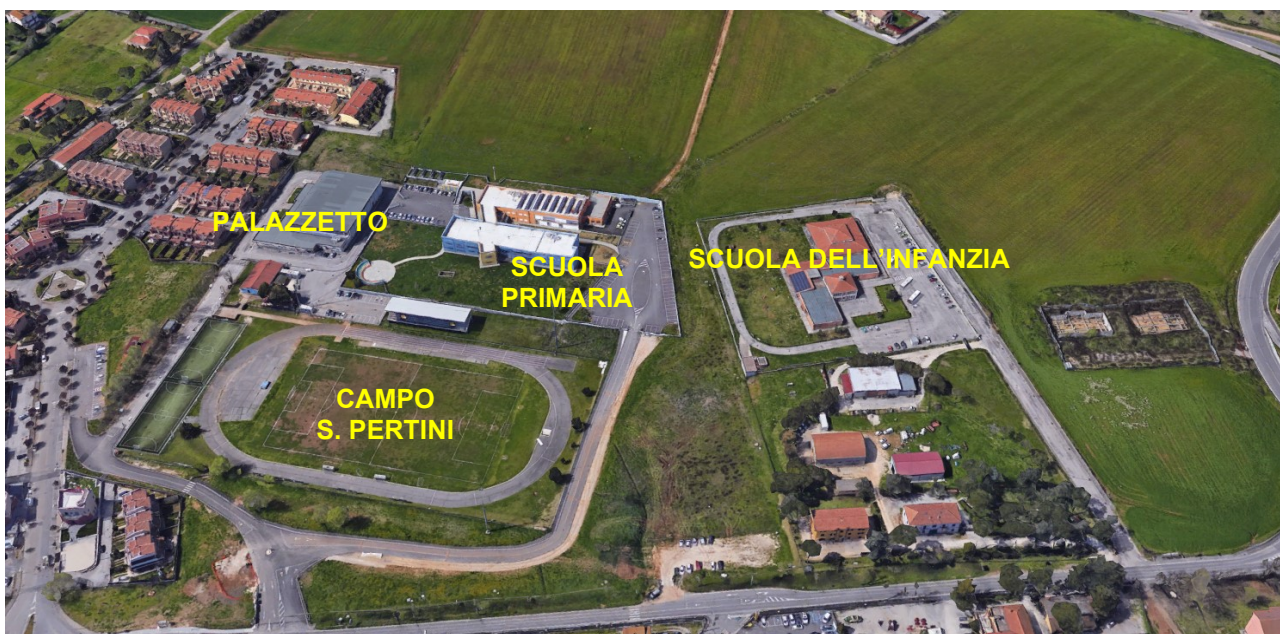 PALAZZETTO
SCUOLA
PRIMARIA
SCUOLA DELL'INFANZIA
CAMPO
S. PERTINI